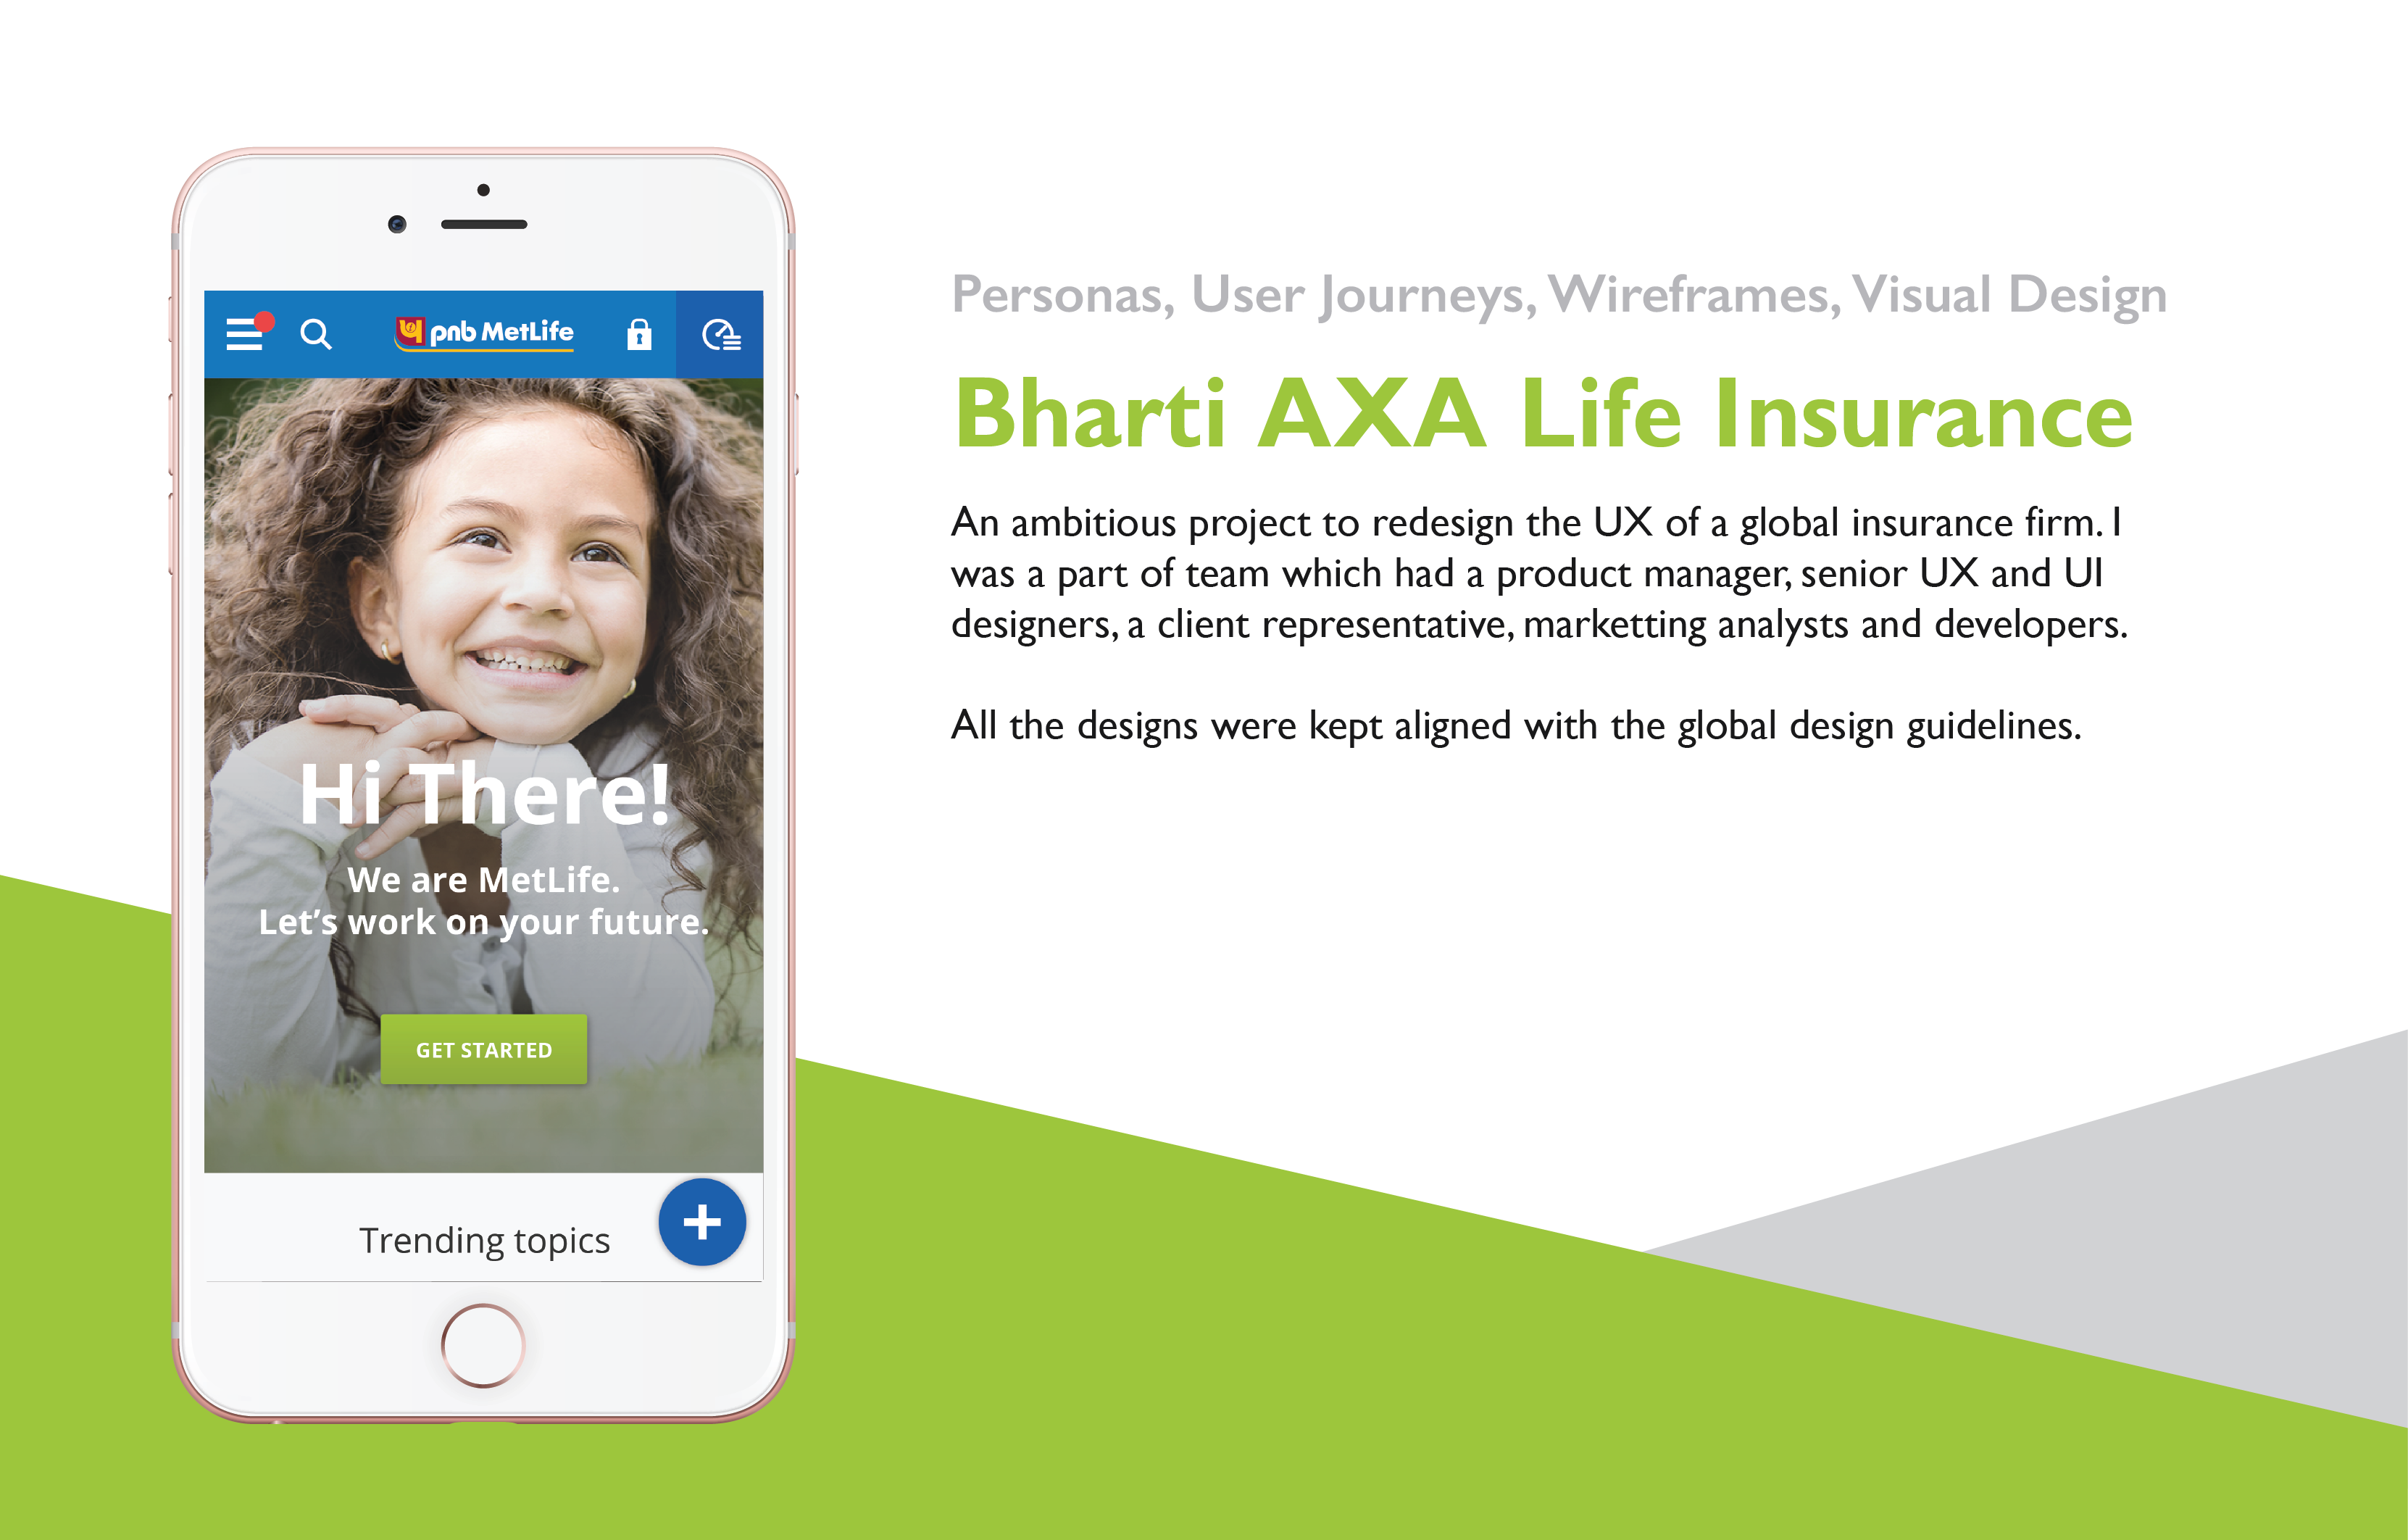 pnb MetLife
Hi There!
We are MetLife.
Let's work on your future.
GET STARTED
Trending topics
Personas, User Journeys, Wireframes, Visual Design
Bharti AXA Life Insurance
An ambitious project to redesign the UX of a global insurance firm. I
was a part of team which had a product manager, senior UX and UI
designers, a client representative, marketting analysts and developers.
All the designs were kept aligned with the global design guidelines.